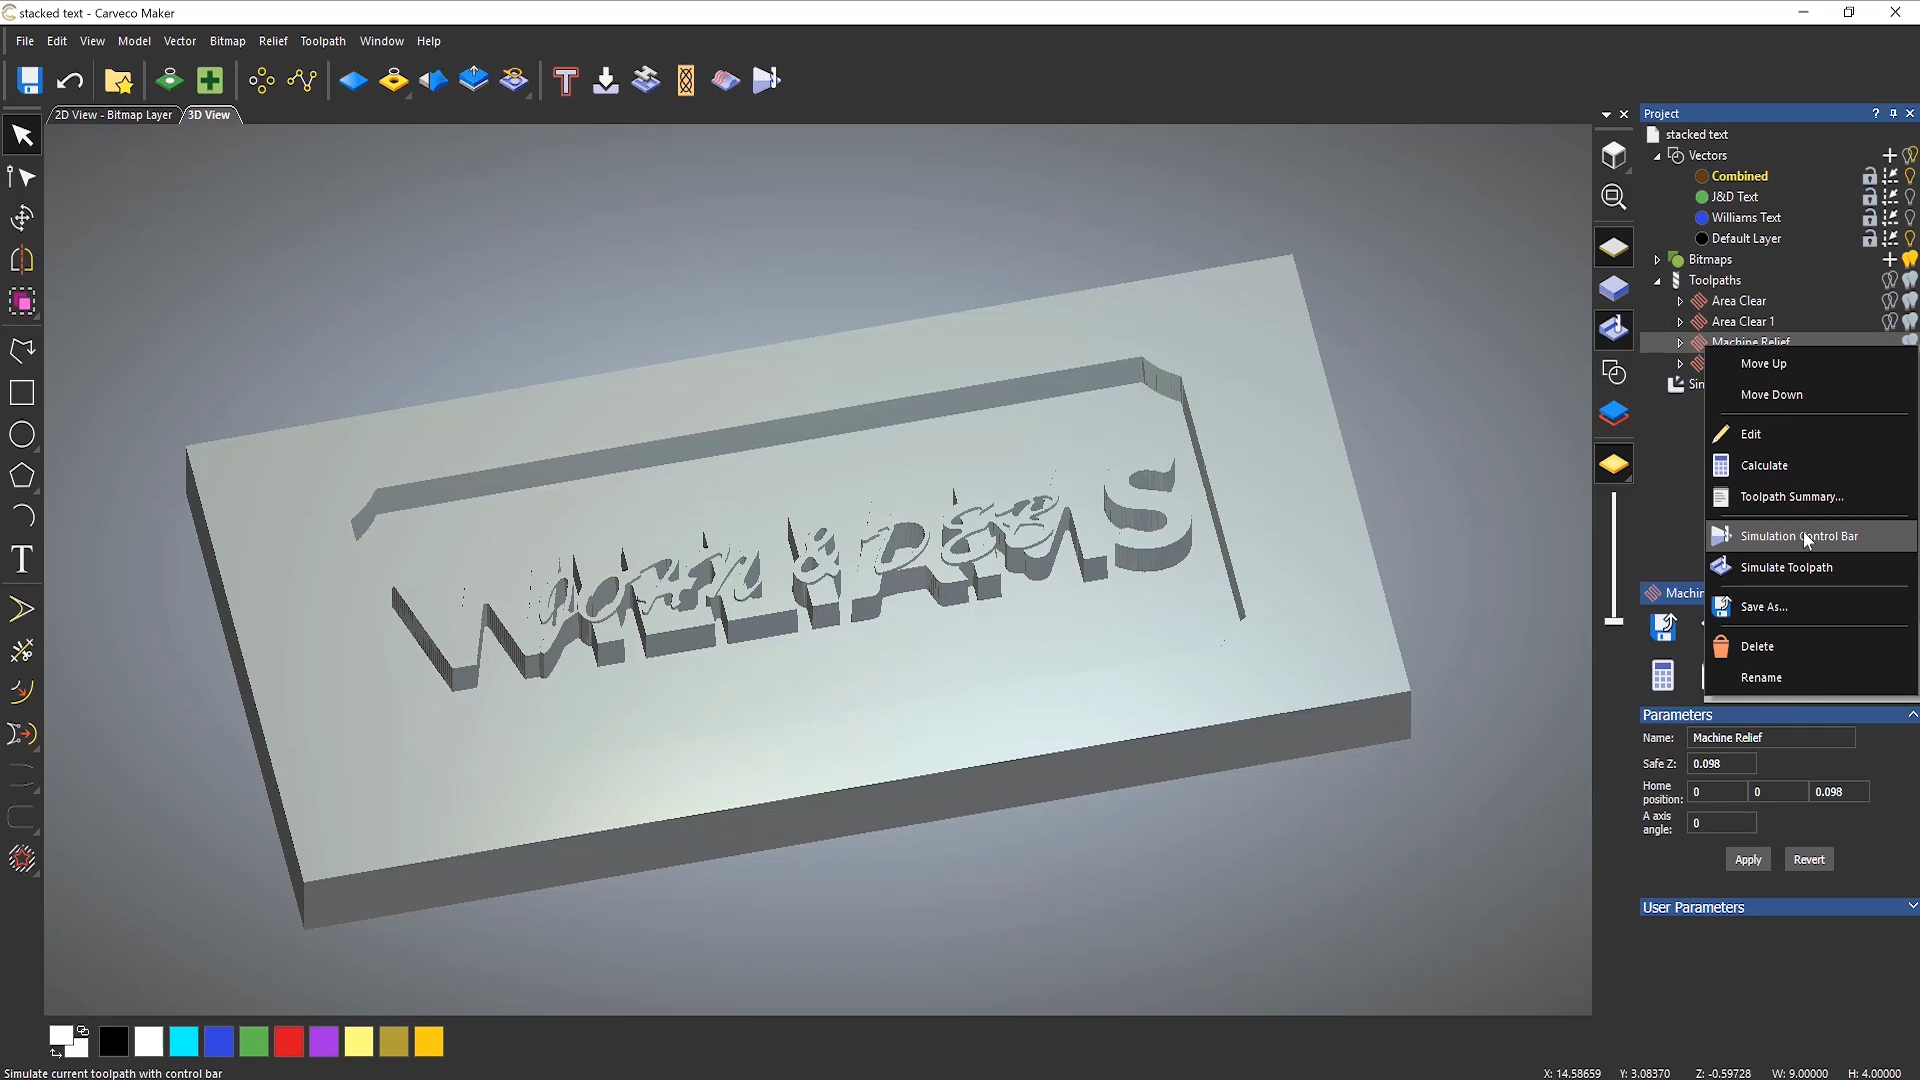 stacked text - Carveco Maker
File Edit View Model Vector Bitmap Relief Toolpath Window Help
2D View - Bitmap Layer 3D View
Project
stacked text
Vectors
Combined
J&D Text
Williams Text
Default Layer
Bitmaps
Toolpaths
Area Clear
Area Clear 1
Machine Relief
Sim
Move Up
Move Down
Edit
Calculate
Toolpath Summary...
Simulation Control Bar
Simulate Toolpath
Save As...
Delete
Rename
Machin
Parameters
Name: Machine Relief
Safe Z: 0.098
Home position: 0 0 0.098
A axis angle: 0
Apply Revert
User Parameters
Simulate current toolpath with control bar
X: 14.58659 Y: 3.08370 Z: -0.59728 W: 9.00000 H: 4.00000